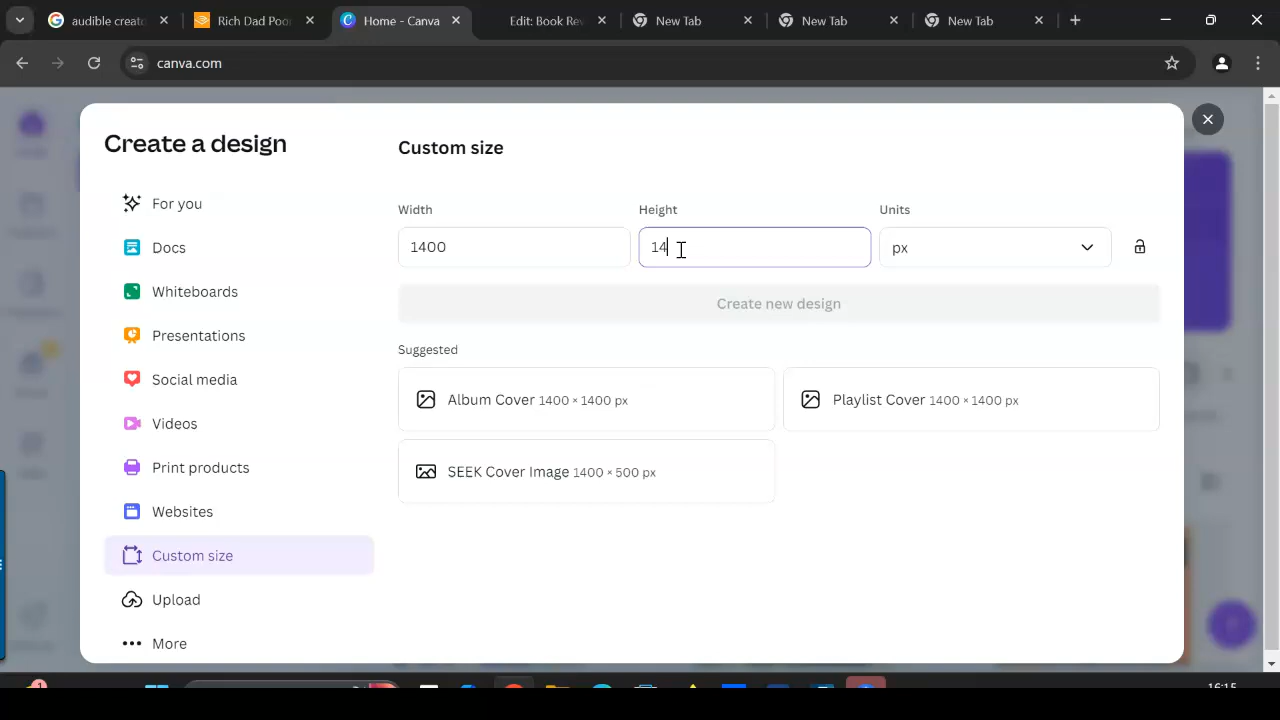 audible creato
Rich Dad Poo
Home - Canva
Edit: Book Rev
New Tab
New Tab
New Tab
canva.com
Create a design
For you
Docs
Whiteboards
Presentations
Social media
Videos
Print products
Websites
Custom size
Upload
More
Custom size
Width
Height
Units
1400
14
px
Create new design
Suggested
Album Cover 1400 × 1400 px
Playlist Cover 1400 × 1400 px
SEEK Cover Image 1400 × 500 px
1
16:15